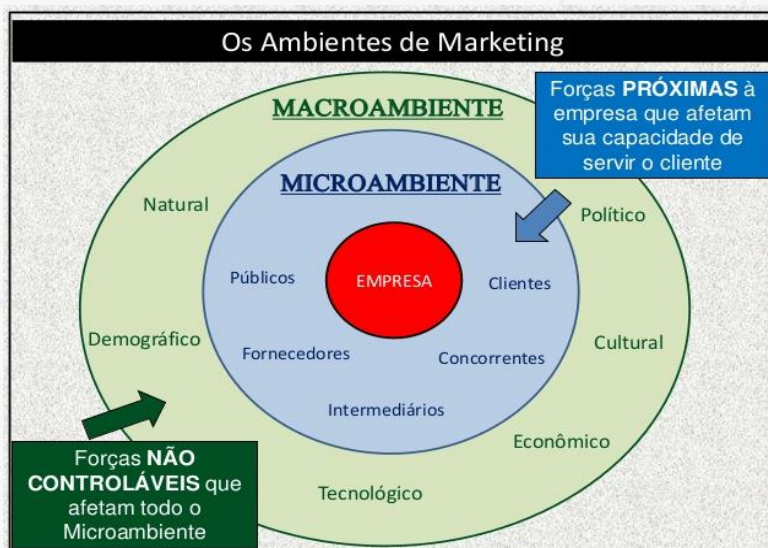 Os Ambientes de Marketing
MACROAMBIENTE
Forças PRÓXIMAS à
empresa que afetam
sua capacidade de
servir o cliente
MICROAMBIENTE
Natural
Político
Públicos
EMPRESA
Clientes
Demográfico
Fornecedores
Concorrentes
Cultural
Intermediários
Econômico
Tecnológico
Forças NÃO
CONTROLÁVEIS que
afetam todo o
Microambiente